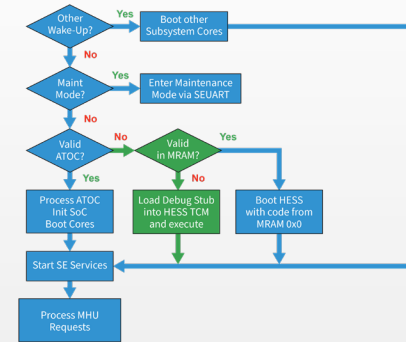 Other
Wake-Up?
Yes
Boot other
Subsystem Cores
No
Maint
Mode?
Yes
Enter Maintenance
Mode via SEUART
No
Valid
ATOC?
No
Valid
in MRAM?
Yes
Yes
No
Process ATOC
Init SoC
Boot Cores
Load Debug Stub
into HESS TCM
and execute
Boot HESS
with code from
MRAM 0x0
Start SE Services
Process MHU
Requests